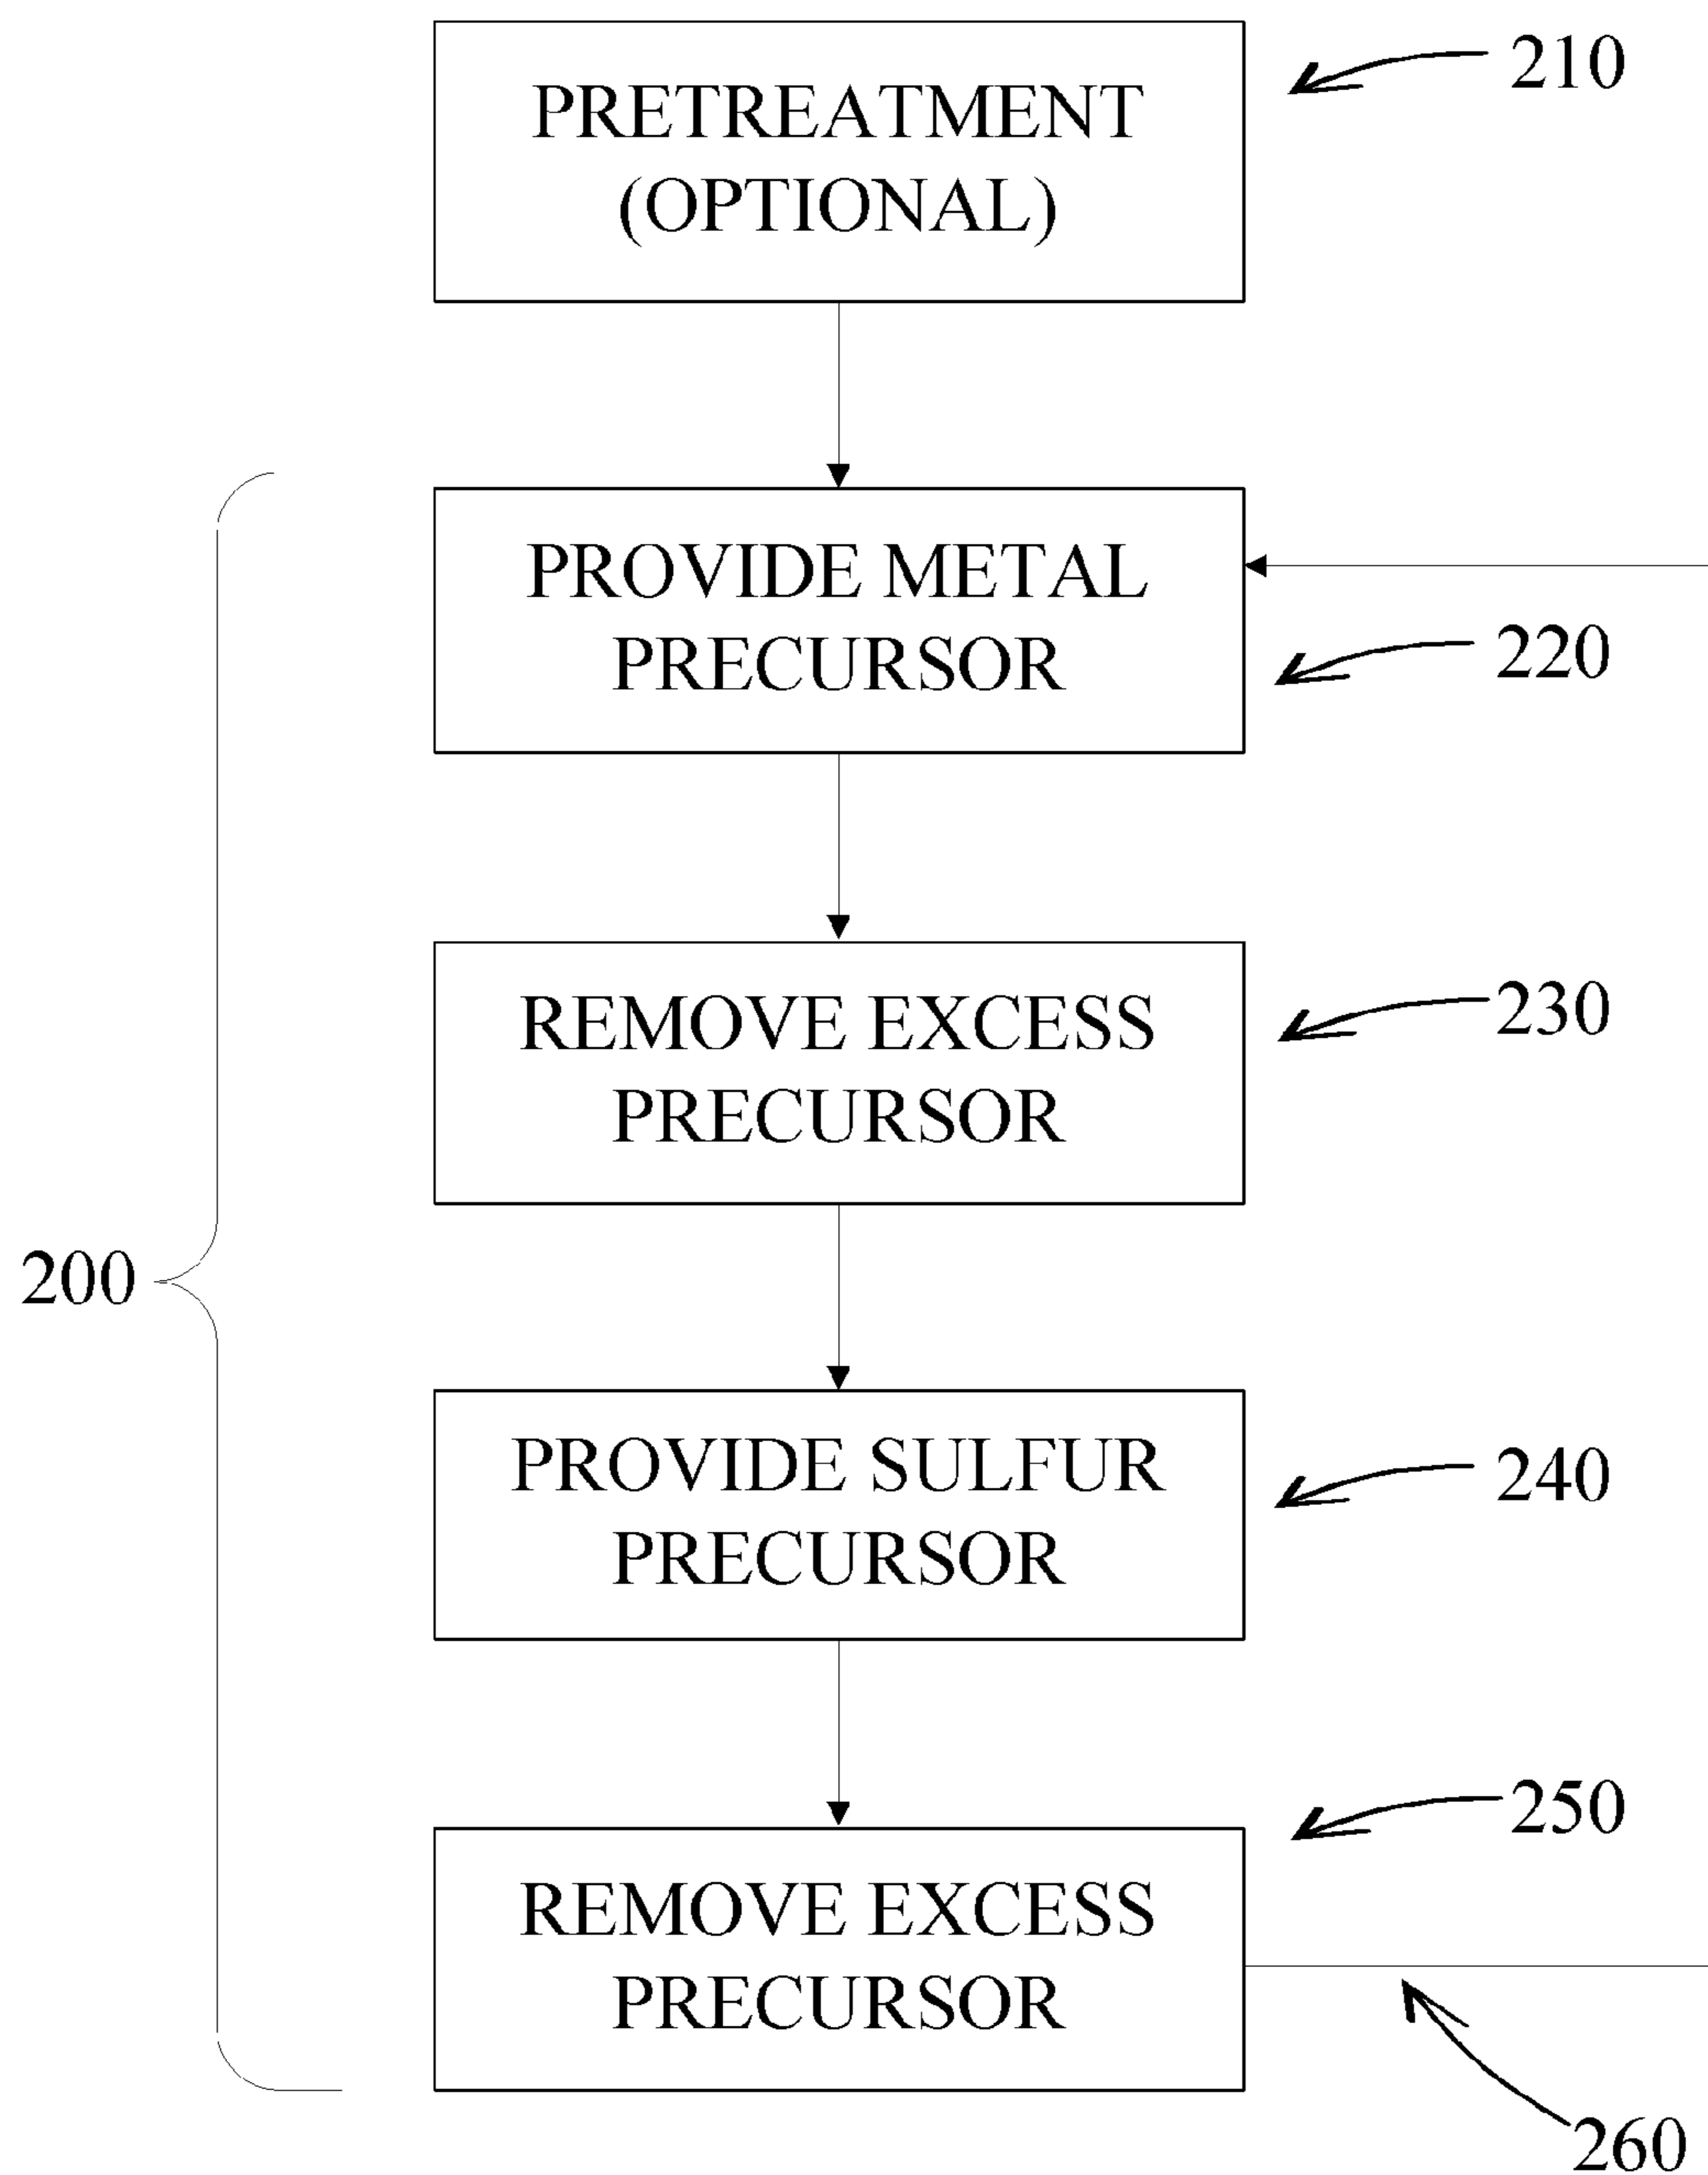 PRETREATMENT
(OPTIONAL)
210
PROVIDE METAL
PRECURSOR
220
REMOVE EXCESS
PRECURSOR
230
200
PROVIDE SULFUR
PRECURSOR
240
REMOVE EXCESS
PRECURSOR
250
260